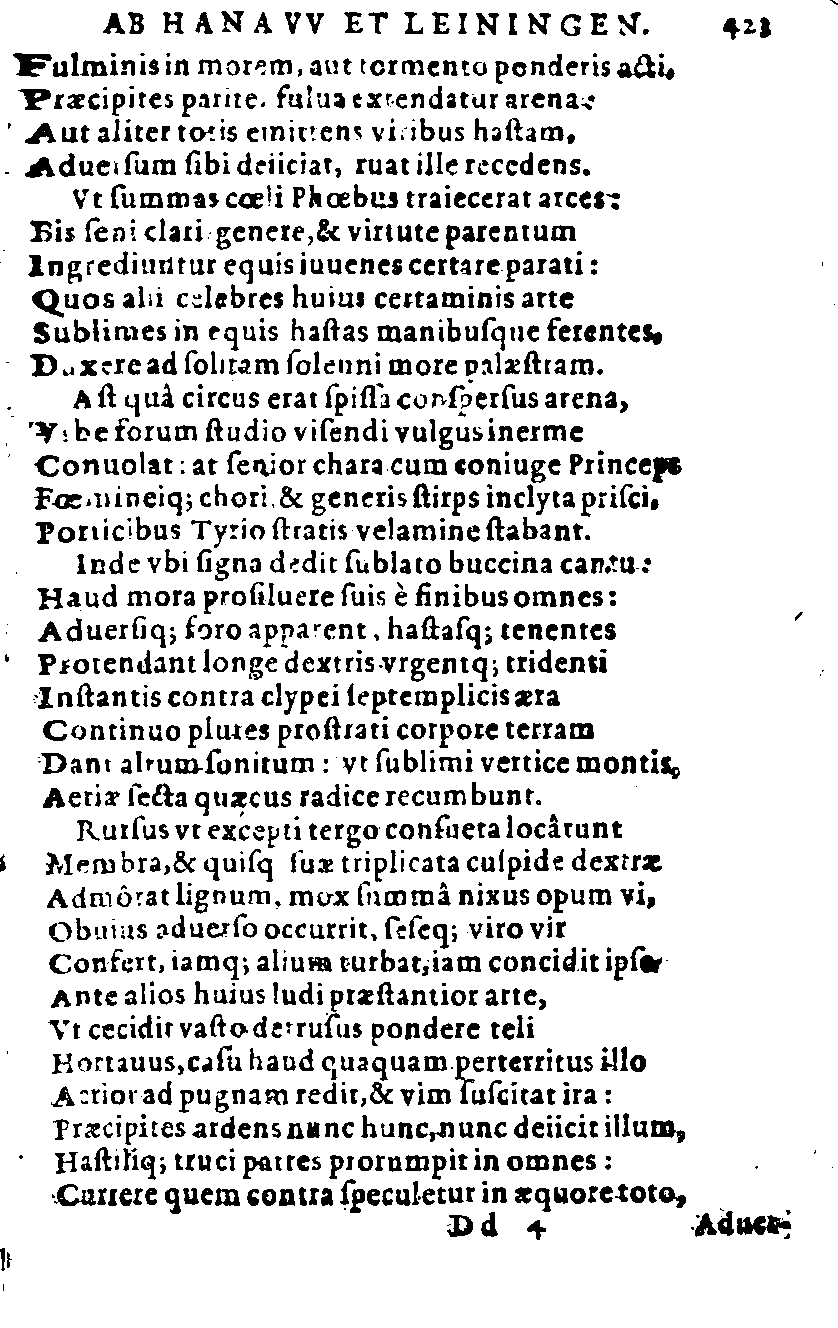 AB HANAVV ET LEININGEN. 423
Fulminis in morem, aut tormento ponderis acti,
Præcipites parite. fulua extendatur arena:
Aut aliter totis emittens viribus haſtam,
Aduerſum ſibi deiiciat, ruat ille recedens.
Vt ſummas cœli Phœbus traiecerat arces:
Bis ſeni clari genere, & virtute parentum
Ingrediuntur equis iuuenes certare parati:
Quos alii celebres huius certaminis arte
Sublimes in equis haſtas manibuſque ferentes,
Duxere ad ſolitam ſolenni more palæſtram.
Aſt quâ circus erat ſpiſſa conſperſus arena,
Vrbe forum ſtudio viſendi vulgus inerme
Conuolat: at ſenior chara cum coniuge Princeps
Fœmineiq; chori, & generis ſtirps inclyta priſci,
Porticibus Tyrio ſtratis velamine ſtabant.
Inde vbi ſigna dedit ſublato buccina cantu:
Haud mora proſiluere ſuis è finibus omnes:
Aduerſiq; foro apparent, haſtaſq; tenentes
Protendant longe dextris vrgentq; tridenti
Inſtantis contra clypei ſeptemplicis æra
Continuo plures proſtrati corpore terram
Dant altum ſonitum: vt ſublimi vertice montis,
Aeriæ ſecta quæcus radice recumbunt.
Rurſus vt excepti tergo conſueta locârunt
Membra, & quiſq ſuæ triplicata cuſpide dextræ
Admôrat lignum, mox ſummâ nixus opum vi,
Obuius aduerſo occurrit, ſeſeq; viro vir
Confert, iamq; alium turbat, iam concidit ipſe
Ante alios huius ludi præſtantior arte,
Vt cecidit vaſto detruſus pondere teli
Hortauus, caſu haud quaquam perterritus illo
Acrior ad pugnam redit, & vim ſuſcitat ira:
Præcipites ardens nunc hunc, nunc deiicit illum,
Haſtiliq; truci patres prorumpit in omnes:
Currere quem contra ſpeculetur in æquore toto,
Dd 4 Aduer-